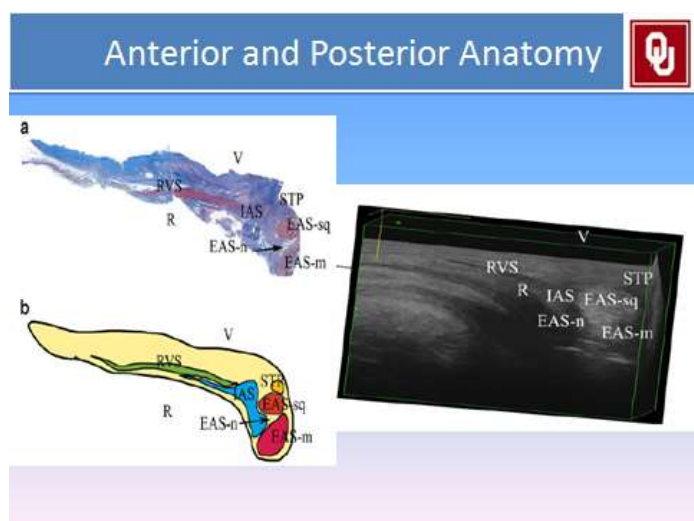 Anterior and Posterior Anatomy
OU
a
V
RVS
STP
IAS
R
EAS-sq
EAS-n
EAS-m
b
V
RVS
STP
IAS
R
EAS-sq
EAS-n
EAS-m
V
RVS
STP
R
IAS
EAS-sq
EAS-n
EAS-m